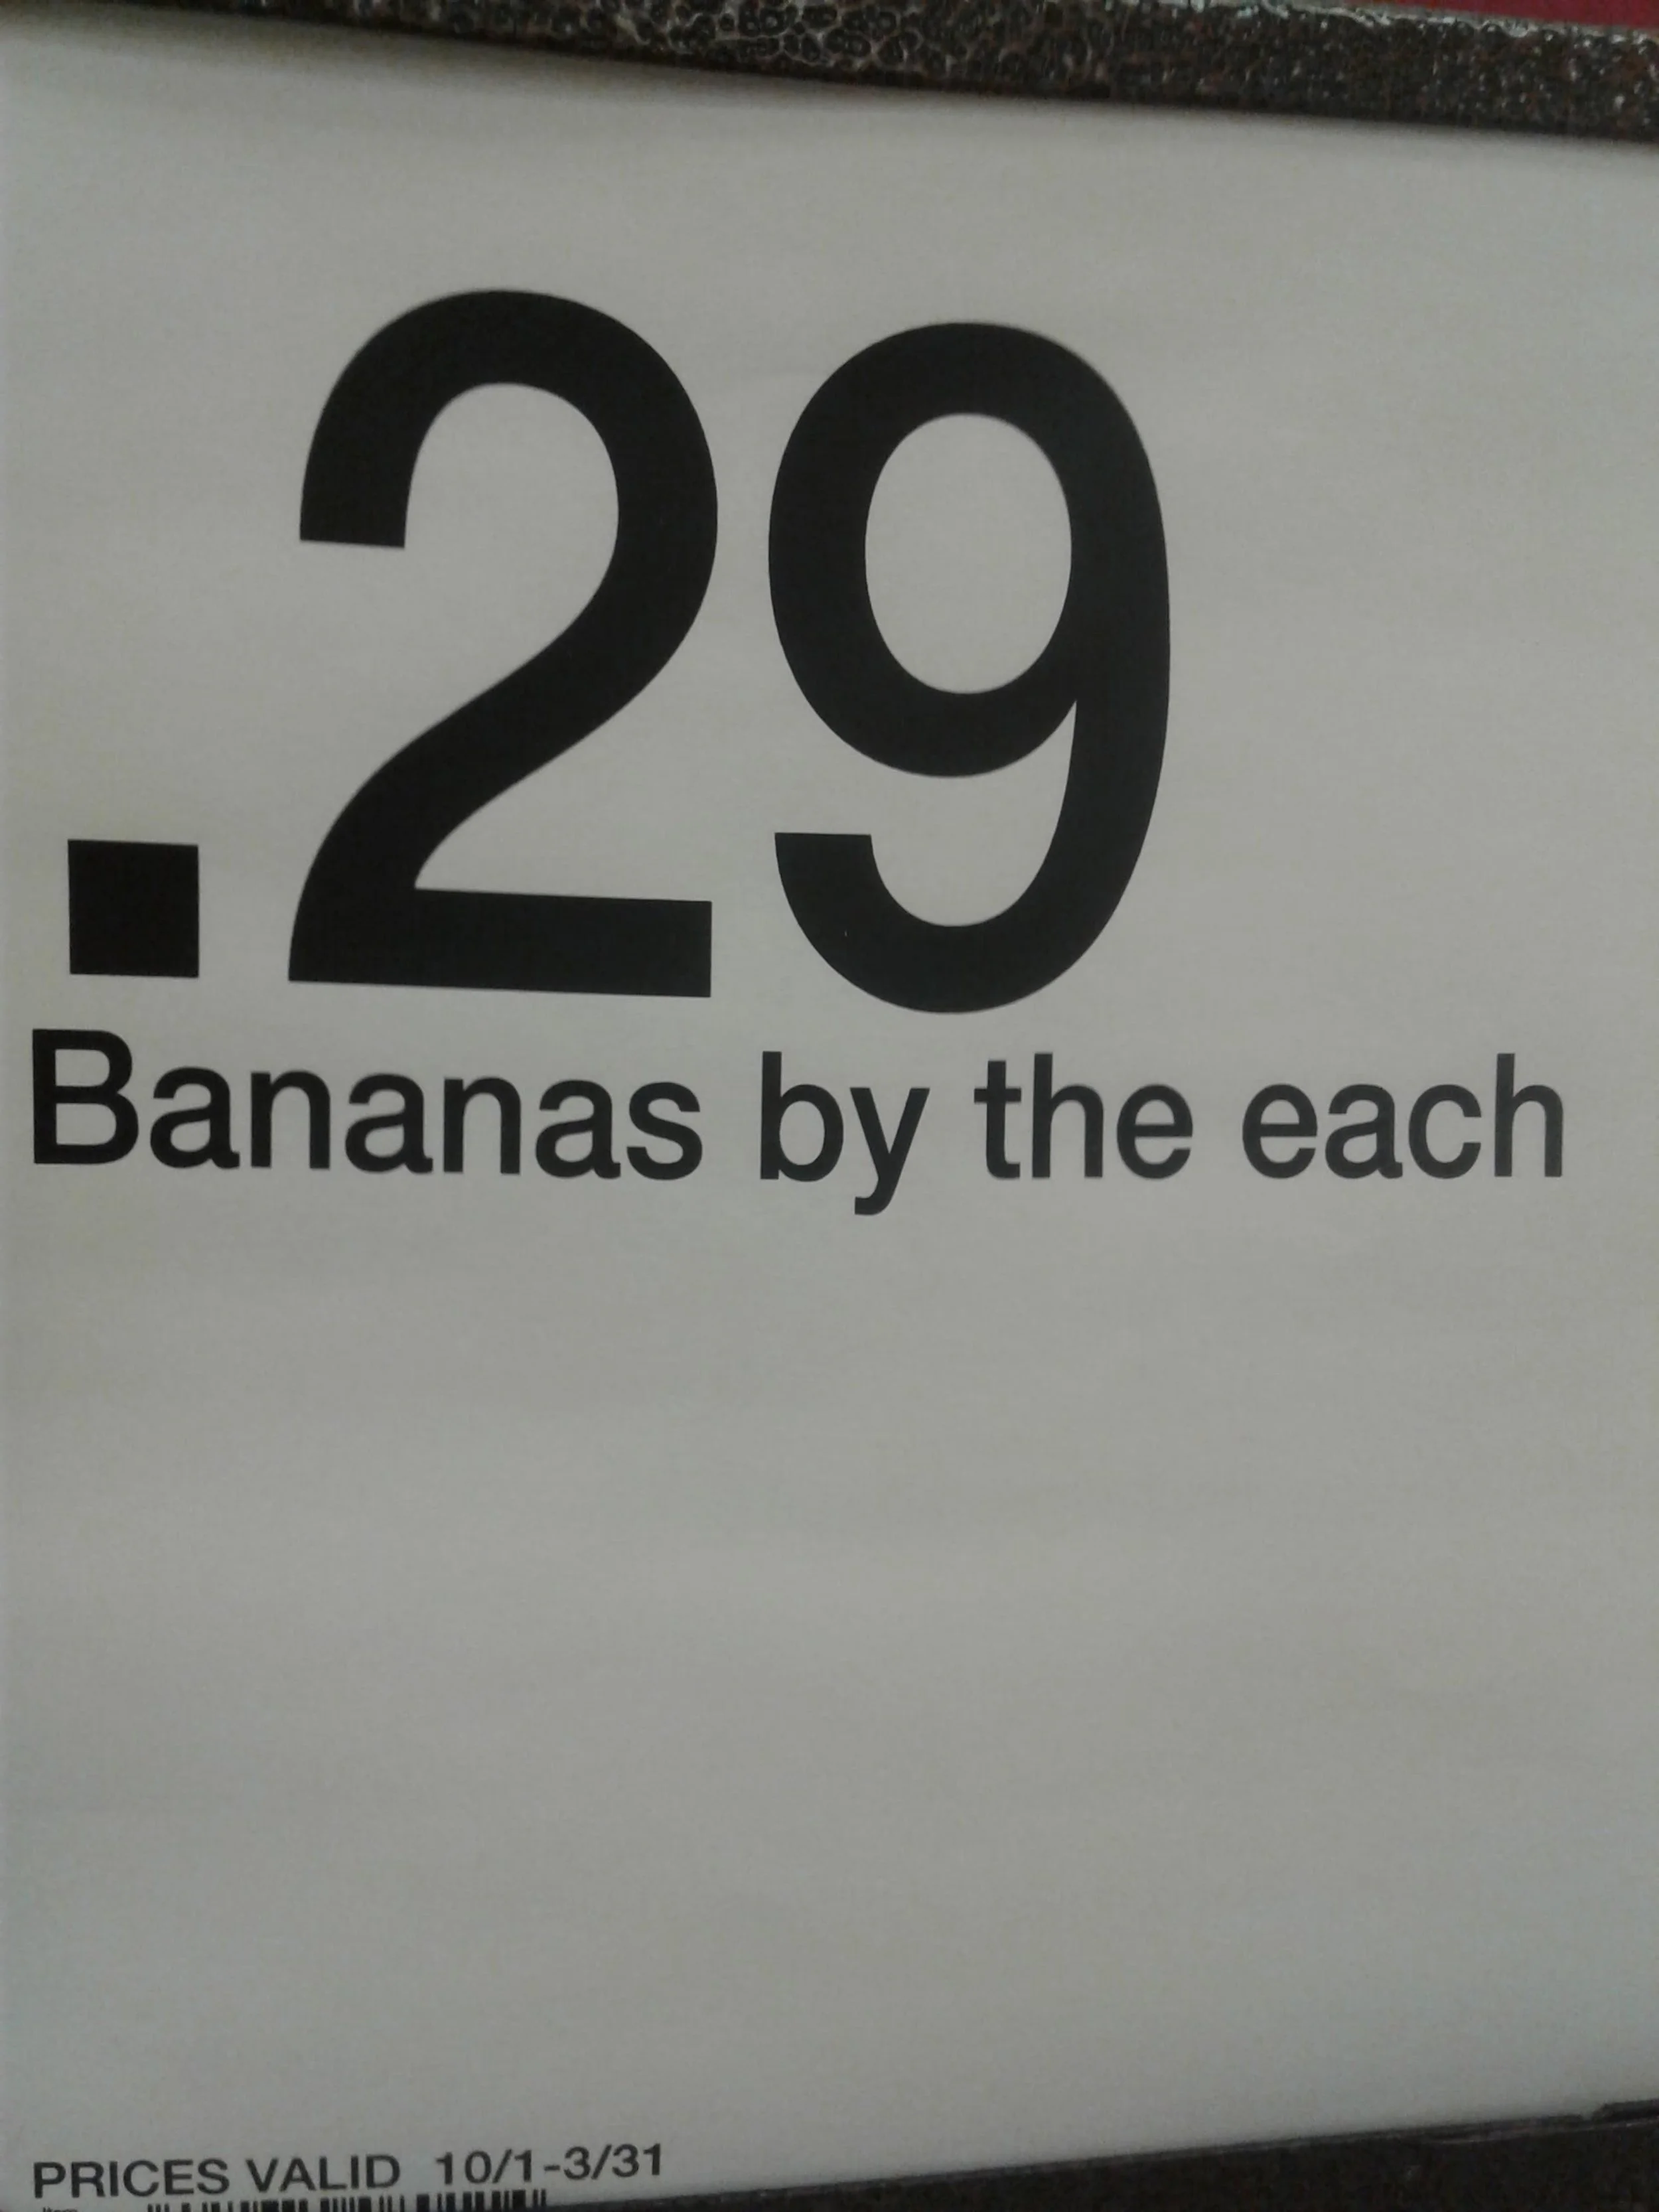 .29
Bananas by the each
PRICES VALID 10/1-3/31